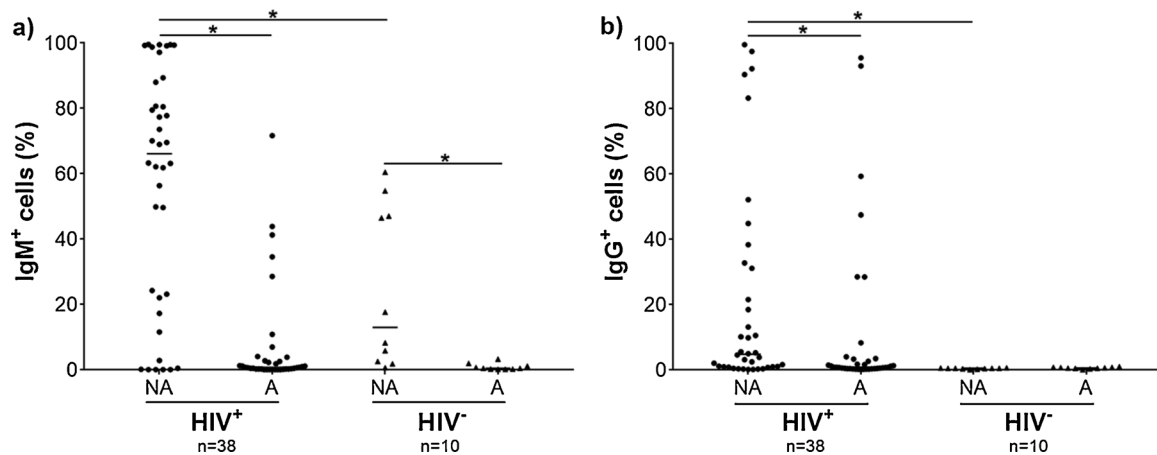 a)
* *
*
IgM⁺ cells (%)
100
80
60
40
20
0
NA A NA A
HIV⁺ HIV⁻
n=38 n=10
b)
*
*
IgG⁺ cells (%)
100
80
60
40
20
0
NA A NA A
HIV⁺ HIV⁻
n=38 n=10